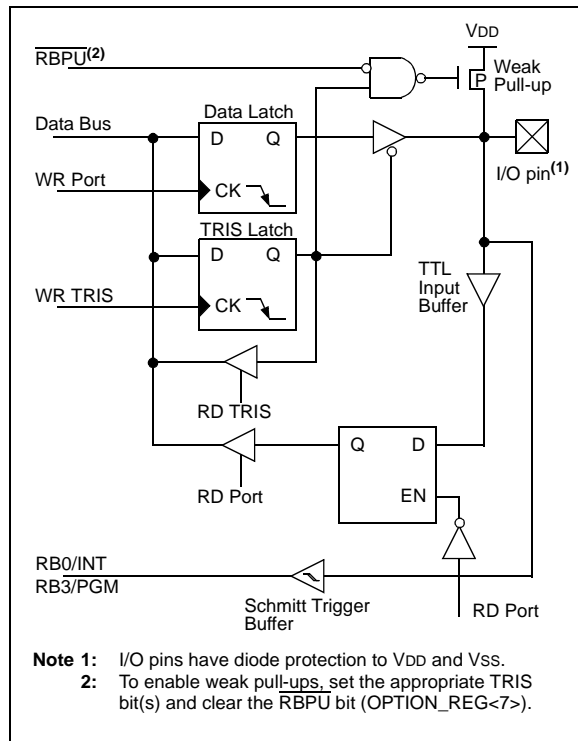 VDD
RBPU(2)
Weak
Pull-up
P
Data Latch
Data Bus
D Q
I/O pin(1)
WR Port
CK
TRIS Latch
D Q
TTL
Input
Buffer
WR TRIS
CK
RD TRIS
Q D
RD Port
EN
RB0/INT
RB3/PGM
Schmitt Trigger
Buffer
RD Port
Note 1: I/O pins have diode protection to VDD and VSS.
2: To enable weak pull-ups, set the appropriate TRIS
bit(s) and clear the RBPU bit (OPTION_REG<7>).